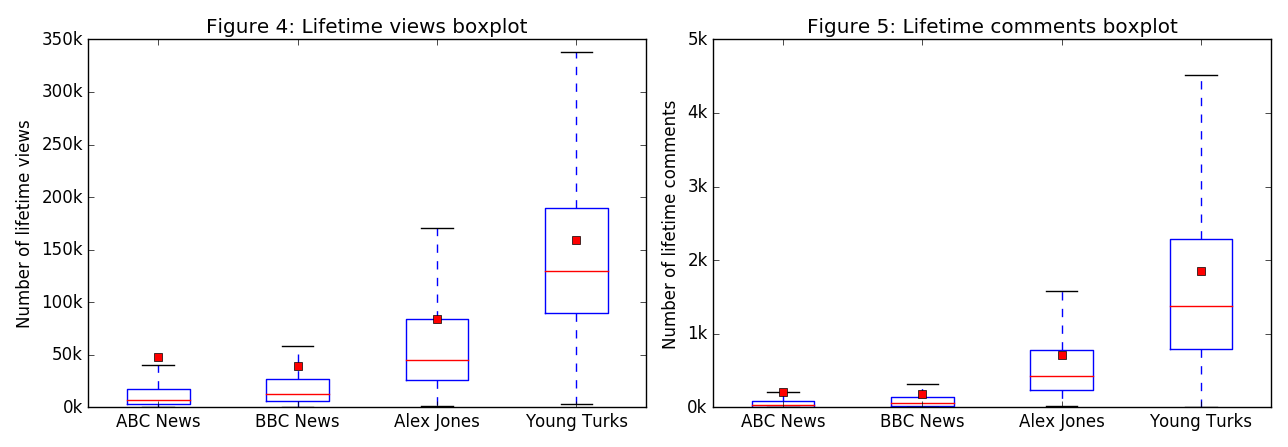 Figure 4: Lifetime views boxplot
Number of lifetime views
350k
300k
250k
200k
150k
100k
50k
0k
ABC News
BBC News
Alex Jones
Young Turks
Figure 5: Lifetime comments boxplot
Number of lifetime comments
5k
4k
3k
2k
1k
0k
ABC News
BBC News
Alex Jones
Young Turks